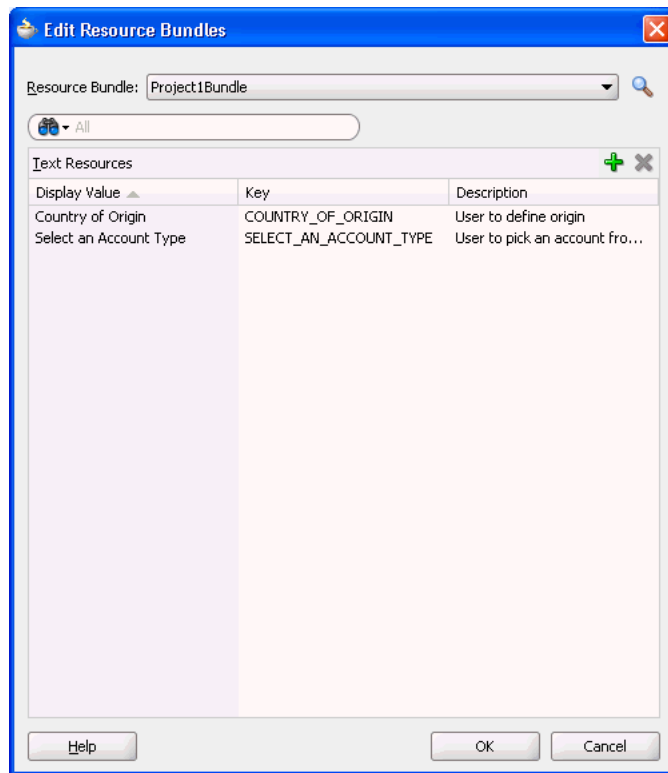 Edit Resource Bundles
Resource Bundle: Project1Bundle
All
Text Resources
Display Value Key Description
Country of Origin COUNTRY_OF_ORIGIN User to define origin
Select an Account Type SELECT_AN_ACCOUNT_TYPE User to pick an account fro...
Help OK Cancel